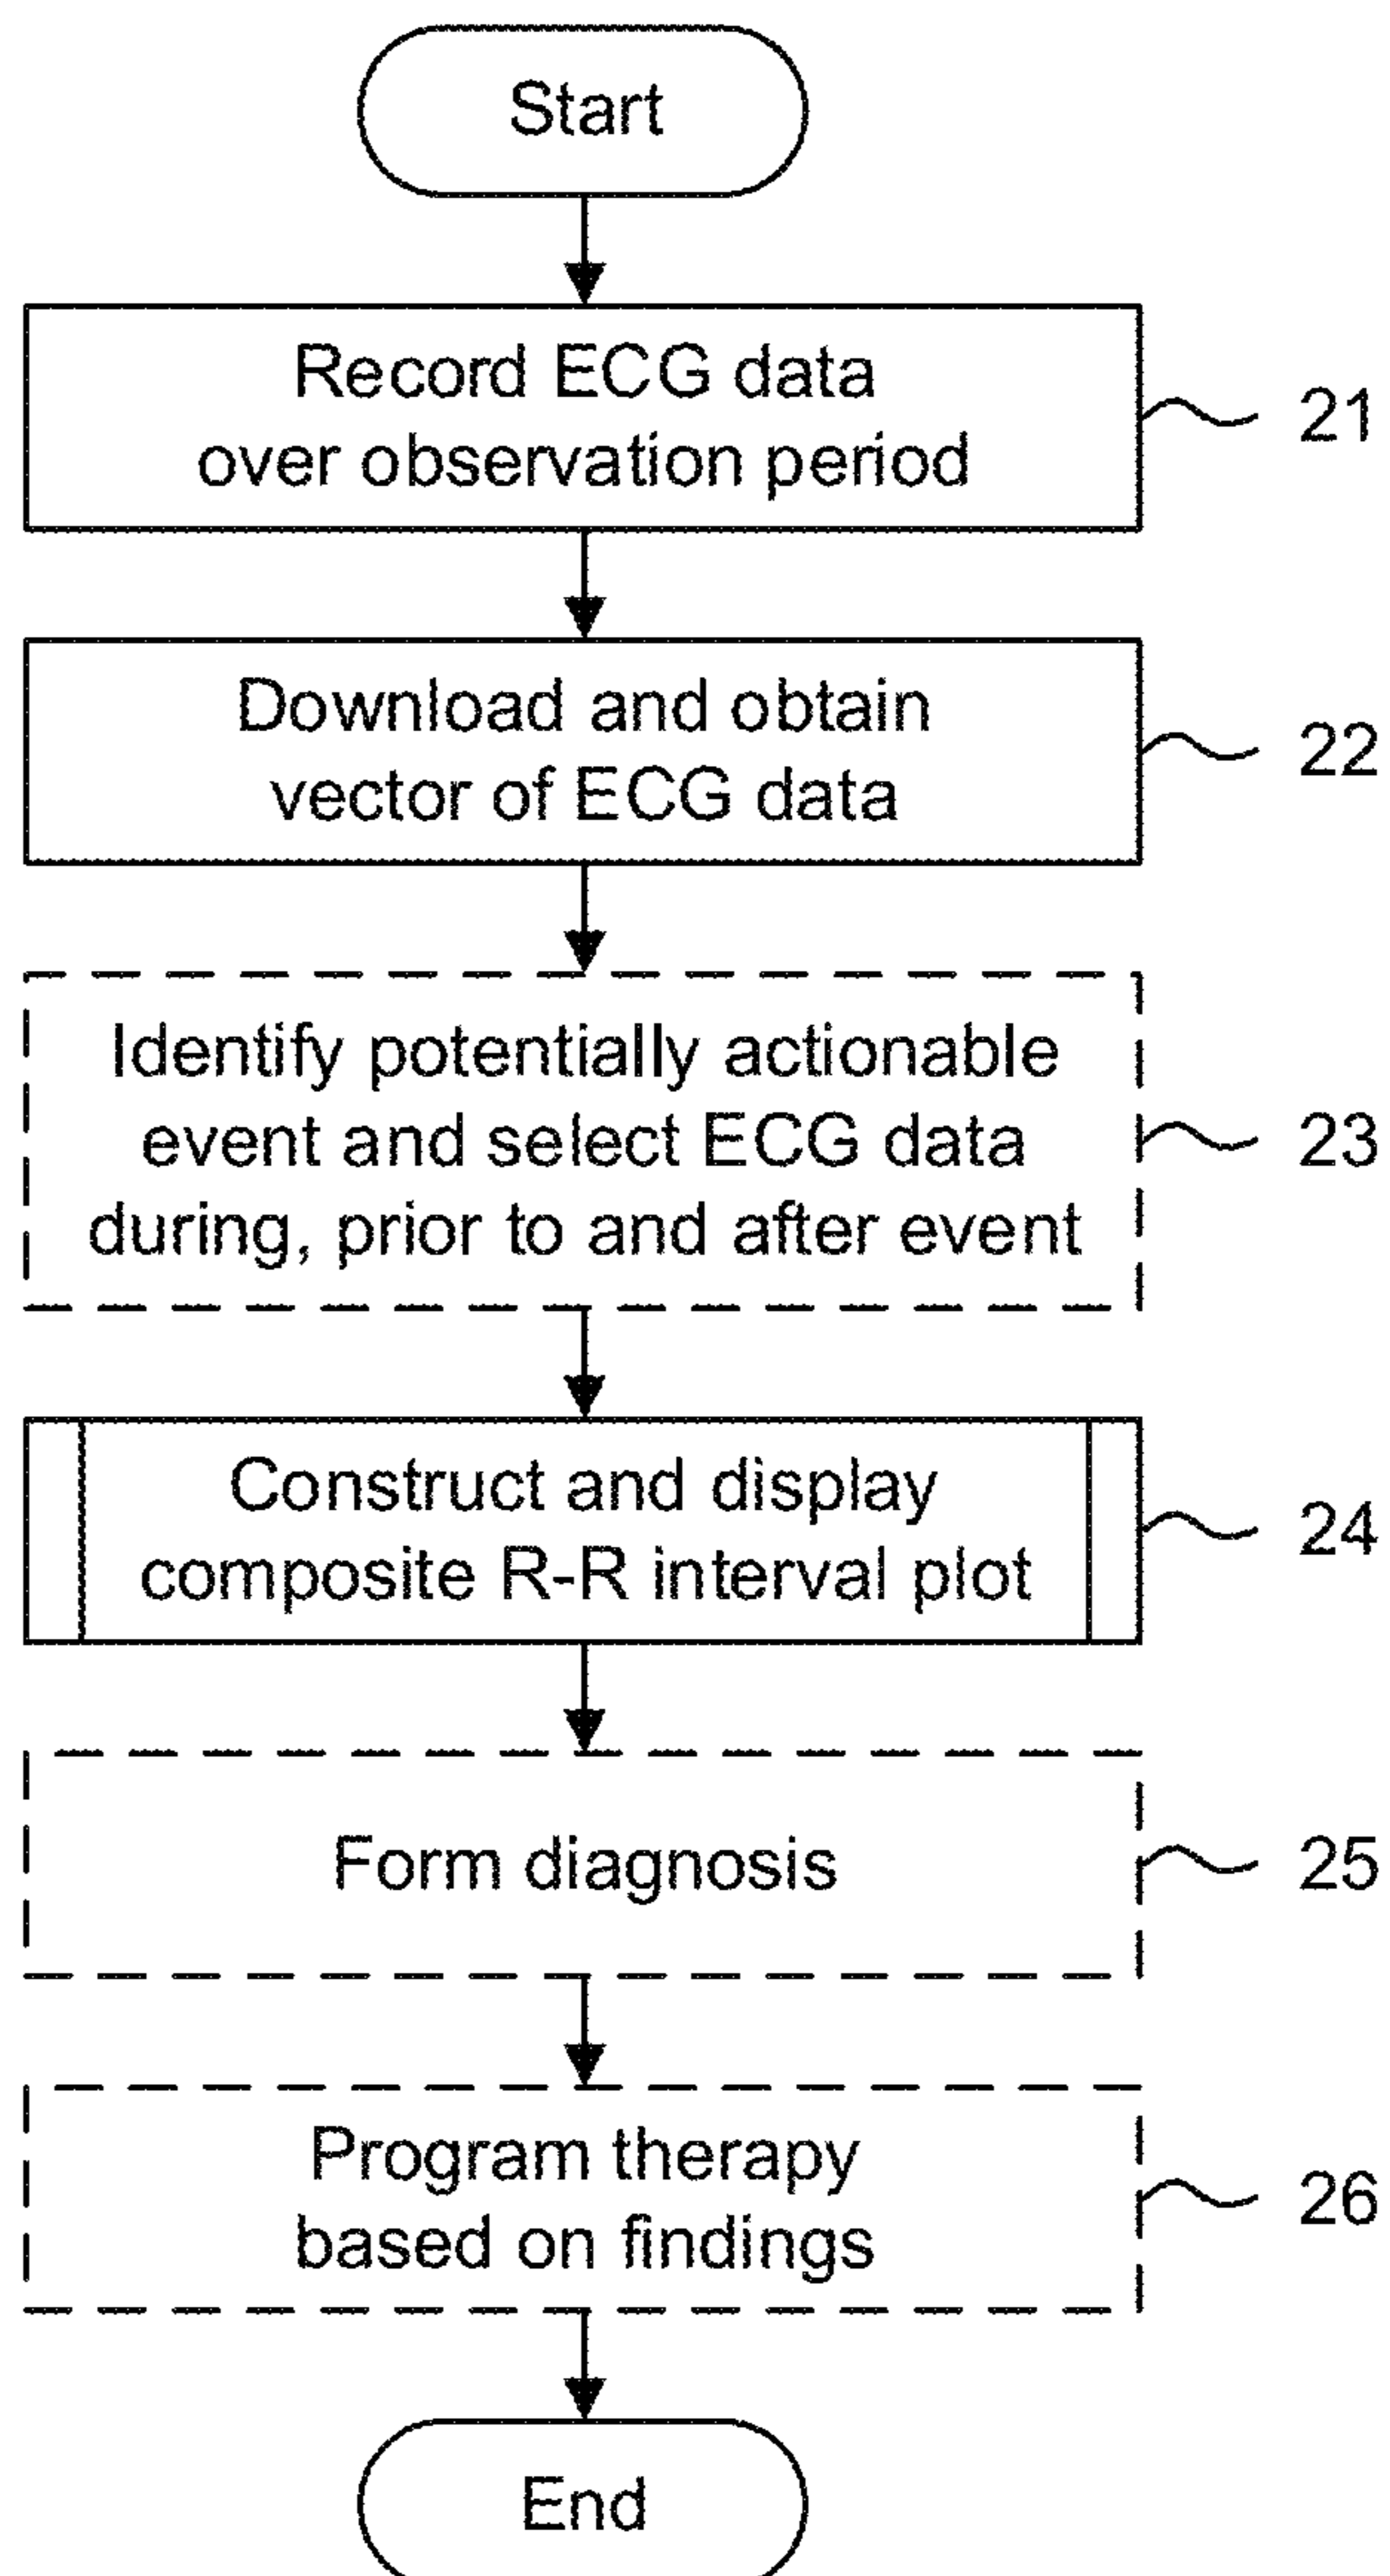 Start
Record ECG data
over observation period
21
Download and obtain
vector of ECG data
22
Identify potentially actionable
event and select ECG data
during, prior to and after event
23
Construct and display
composite R-R interval plot
24
Form diagnosis
25
Program therapy
based on findings
26
End